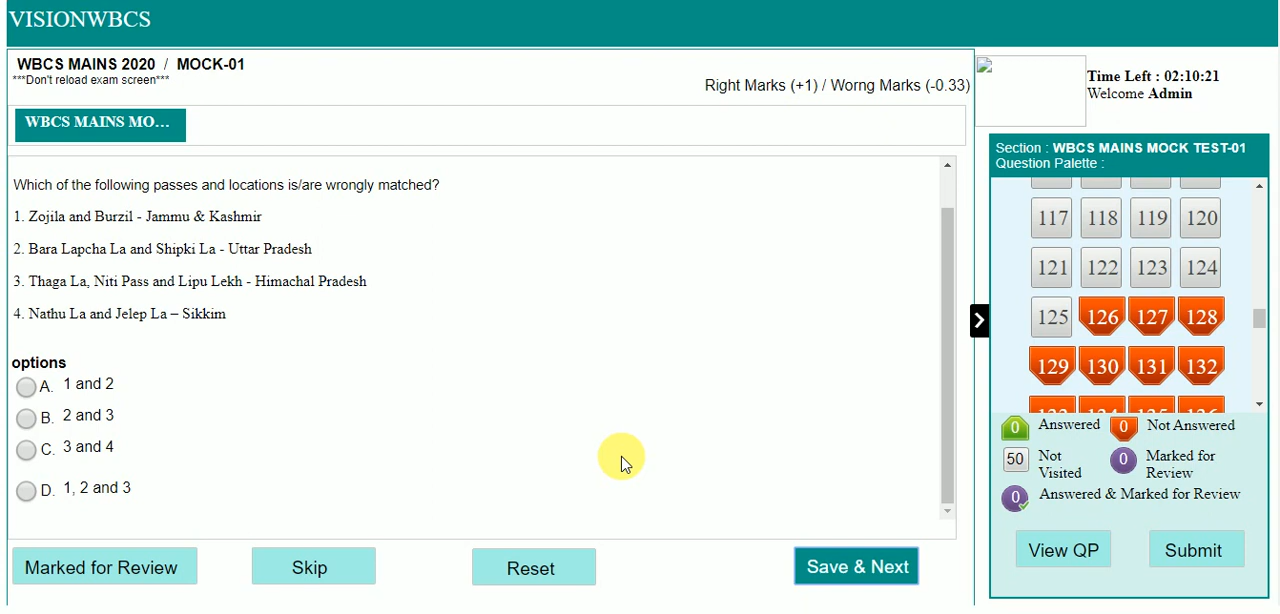 VISIONWBCS
WBCS MAINS 2020 / MOCK-01
***Don't reload exam screen***
Right Marks (+1) / Worng Marks (-0.33)
Time Left : 02:10:21
Welcome Admin
WBCS MAINS MO...
Section : WBCS MAINS MOCK TEST-01
Question Palette :
Which of the following passes and locations is/are wrongly matched?
1. Zojila and Burzil - Jammu & Kashmir
2. Bara Lapcha La and Shipki La - Uttar Pradesh
3. Thaga La, Niti Pass and Lipu Lekh - Himachal Pradesh
4. Nathu La and Jelep La – Sikkim
options
A. 1 and 2
B. 2 and 3
C. 3 and 4
D. 1, 2 and 3
117 118 119 120
121 122 123 124
125 126 127 128
129 130 131 132
0 Answered 0 Not Answered
50 Not Visited 0 Marked for Review
0 Answered & Marked for Review
View QP Submit
Marked for Review Skip Reset Save & Next